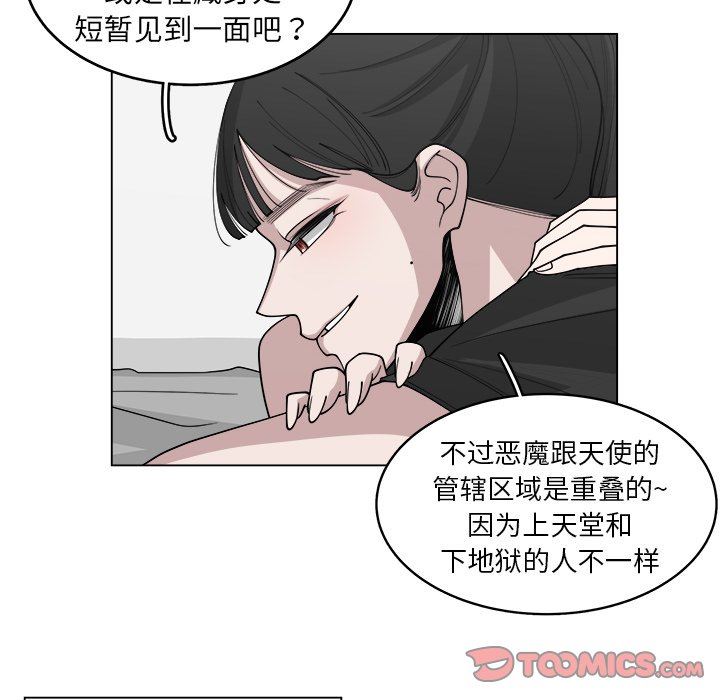 短暂见到一面吧？
不过恶魔跟天使的
管辖区域是重叠的~
因为上天堂和
下地狱的人不一样
TOOMICS.COM